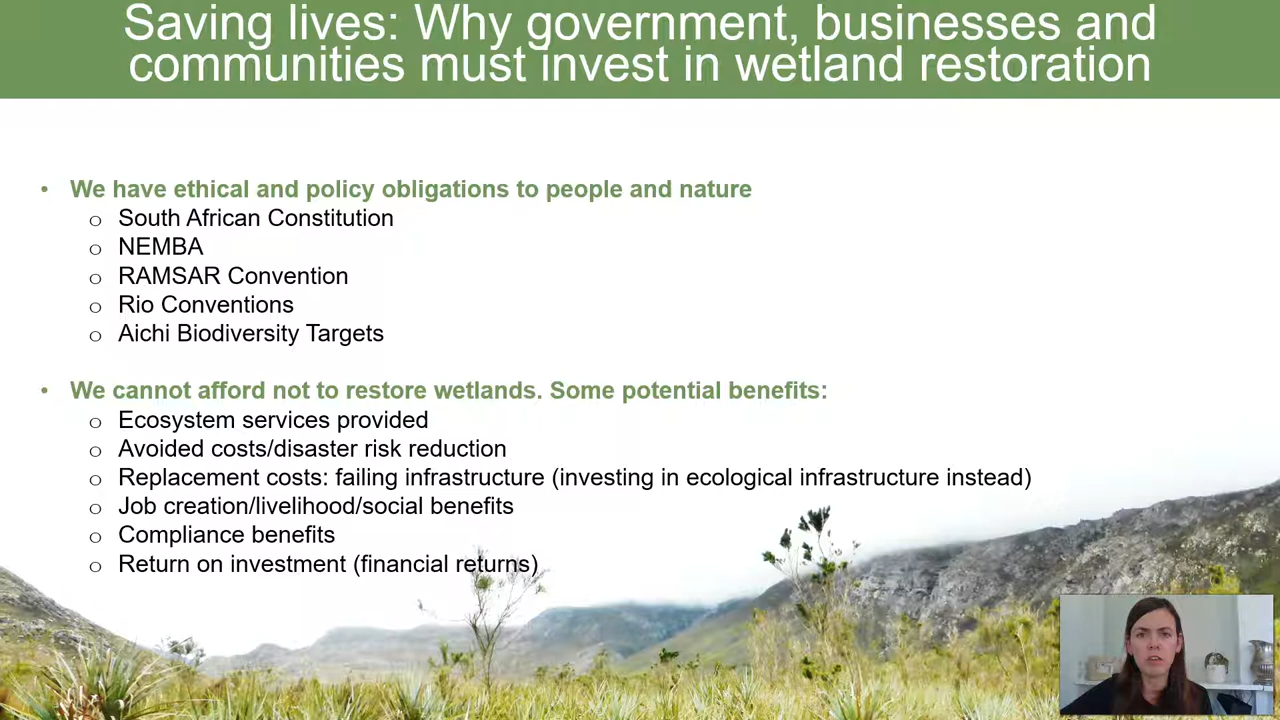 Saving lives: Why government, businesses and
communities must invest in wetland restoration
• We have ethical and policy obligations to people and nature
o South African Constitution
o NEMBA
o RAMSAR Convention
o Rio Conventions
o Aichi Biodiversity Targets
• We cannot afford not to restore wetlands. Some potential benefits:
o Ecosystem services provided
o Avoided costs/disaster risk reduction
o Replacement costs: failing infrastructure (investing in ecological infrastructure instead)
o Job creation/livelihood/social benefits
o Compliance benefits
o Return on investment (financial returns)